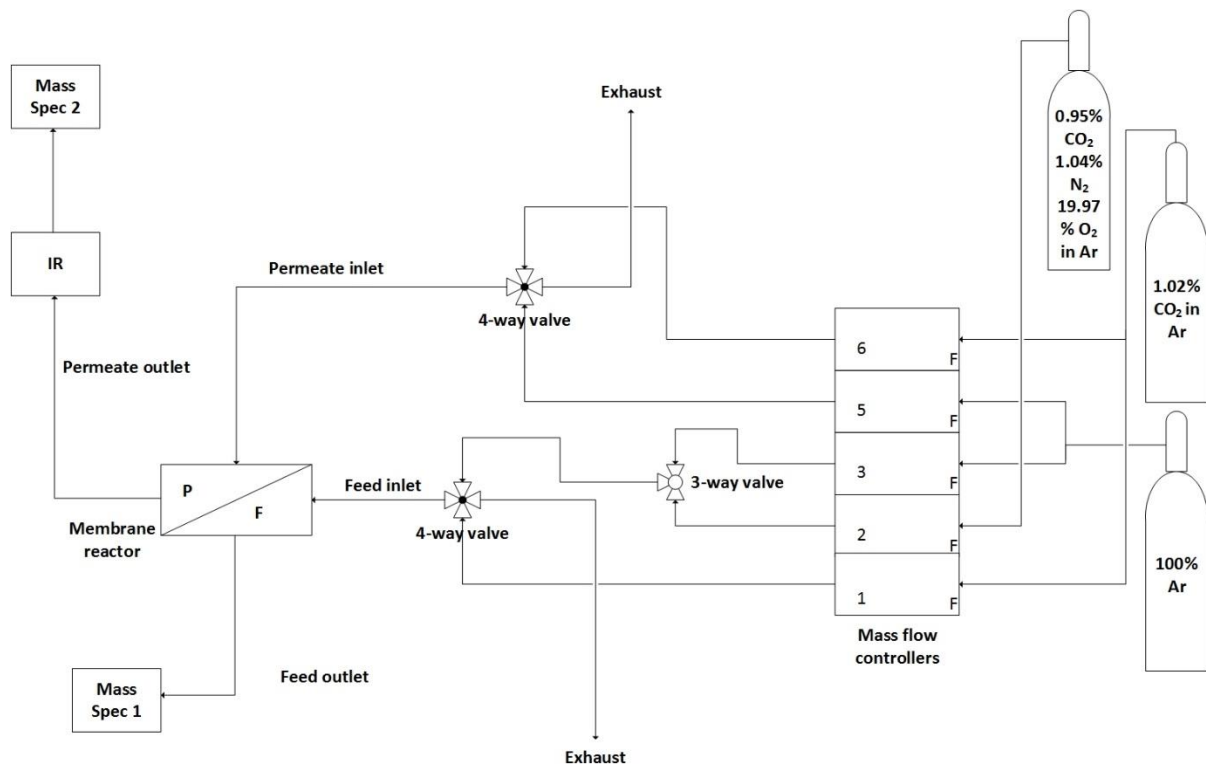 Mass
Spec 2
Exhaust
0.95%
CO₂
1.04%
N₂
19.97
% O₂
in Ar
IR
Permeate inlet
4-way valve
1.02%
CO₂ in
Ar
Permeate outlet
6
F
5
F
P
F
Membrane
reactor
Feed inlet
4-way valve
3-way valve
3
F
2
F
1
F
Mass flow
controllers
100%
Ar
Mass
Spec 1
Feed outlet
Exhaust